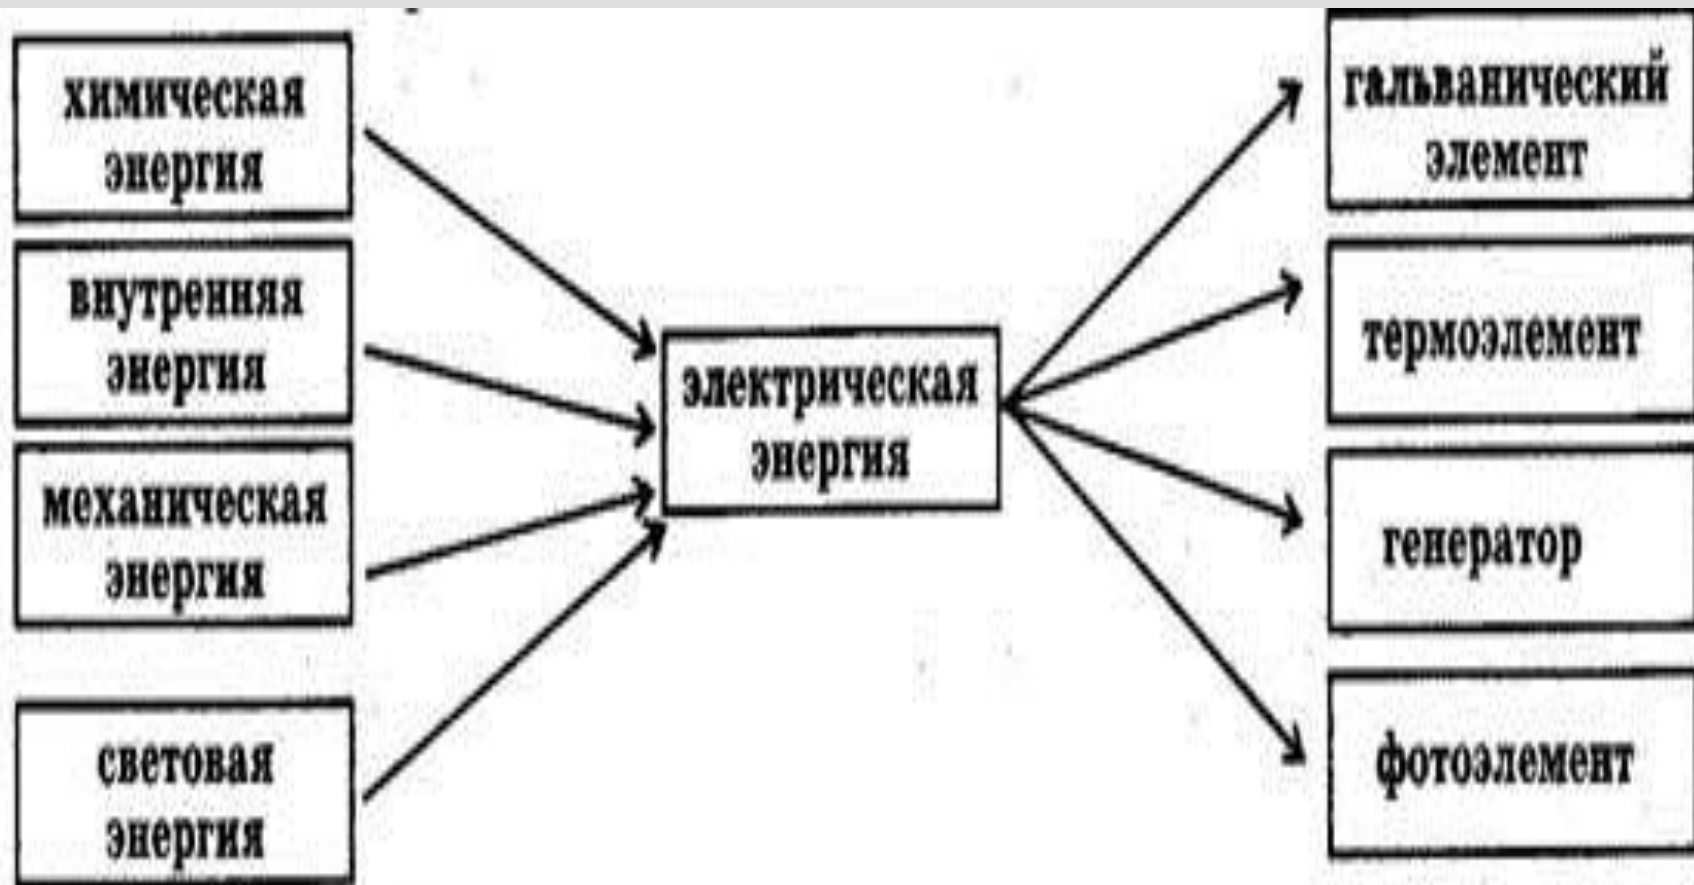 химическая
энергия
внутренняя
энергия
механическая
энергия
световая
энергия
электрическая
энергия
гальванический
элемент
термоэлемент
генератор
фотоэлемент